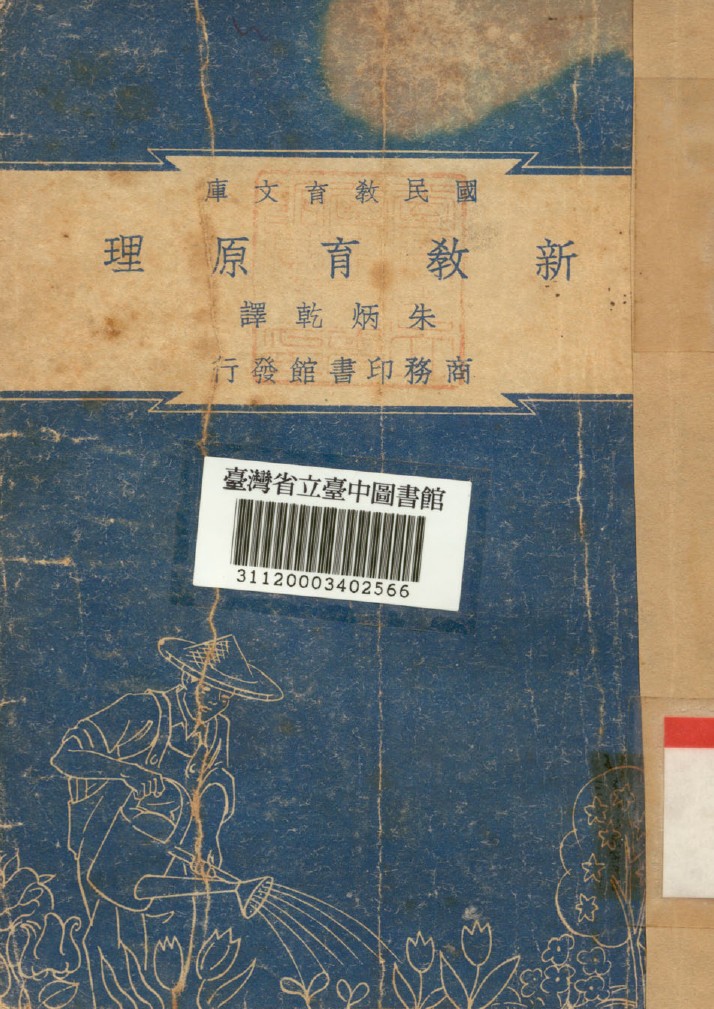 國民教育文庫
新教育原理
朱炳乾譯
商務印書館發行
臺灣省立臺中圖書館
31120003402566